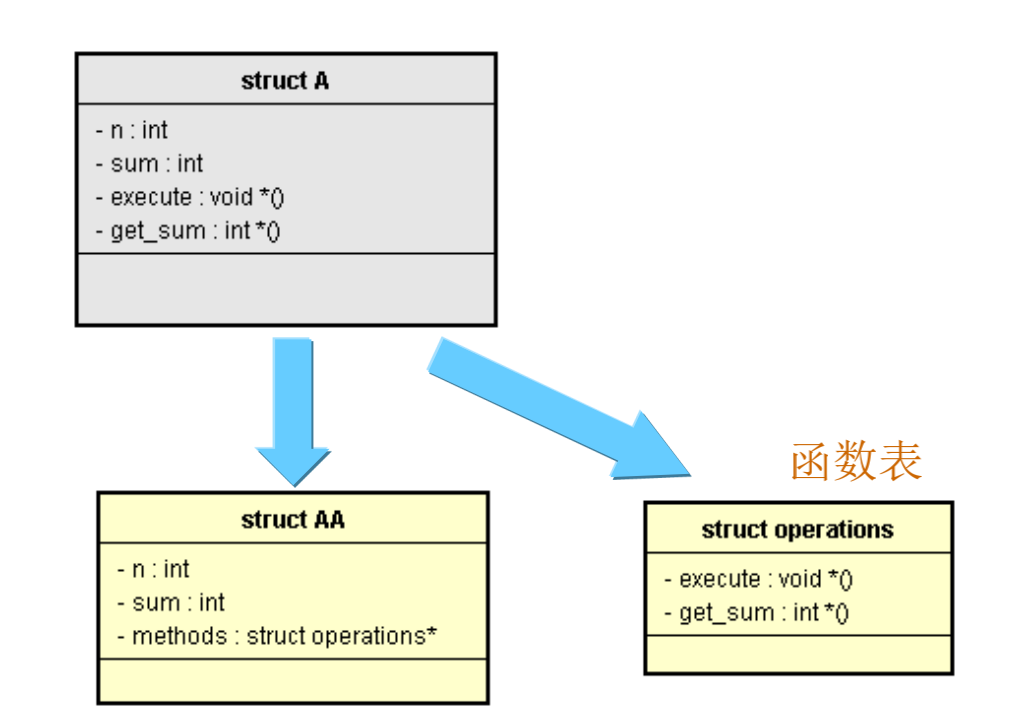 struct A
- n : int
- sum : int
- execute : void *()
- get_sum : int *()
函数表
struct AA
- n : int
- sum : int
- methods : struct operations*
struct operations
- execute : void *()
- get_sum : int *()